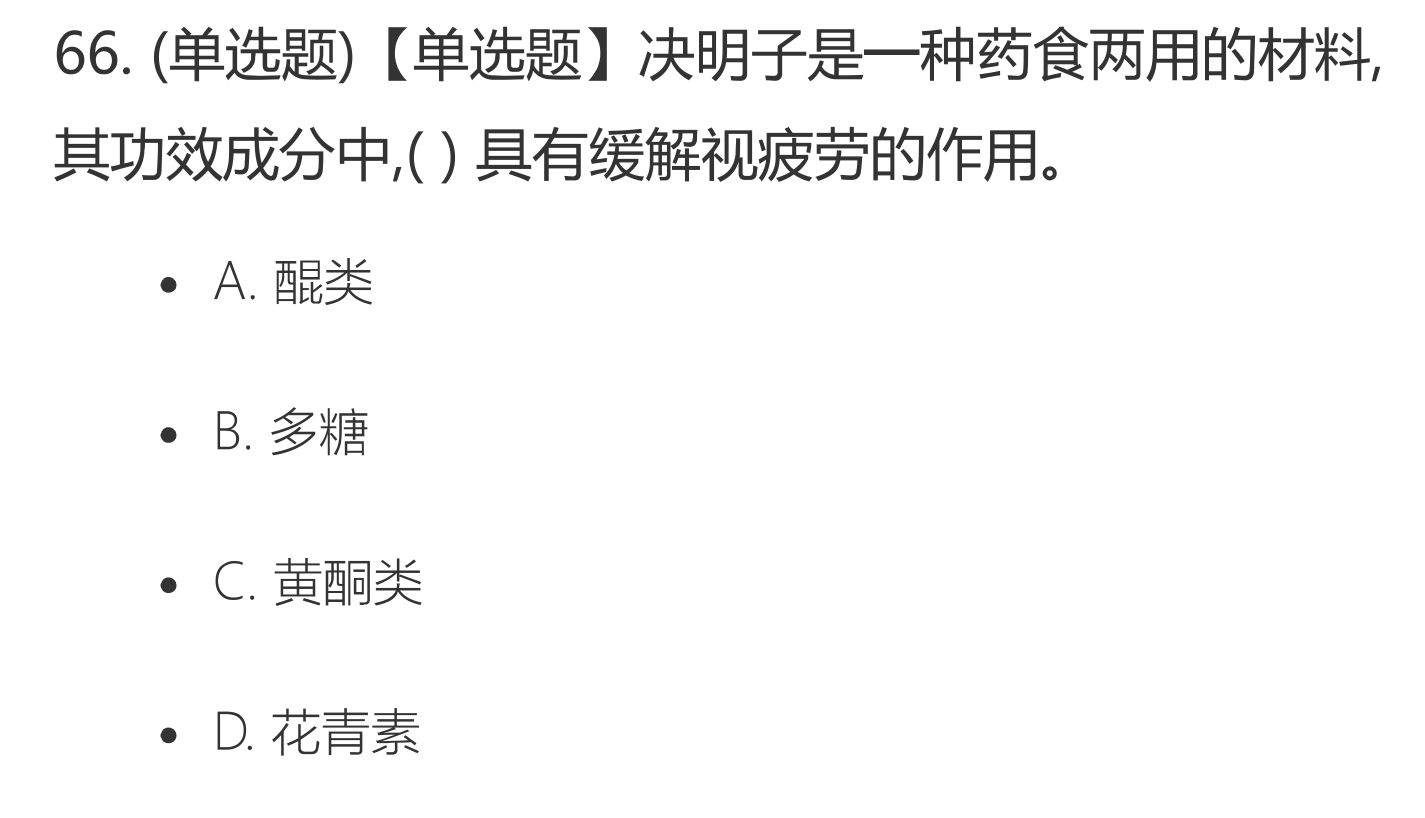 66. (单选题)【单选题】决明子是一种药食两用的材料,
其功效成分中,( ) 具有缓解视疲劳的作用。
A. 醌类
B. 多糖
C. 黄酮类
D. 花青素